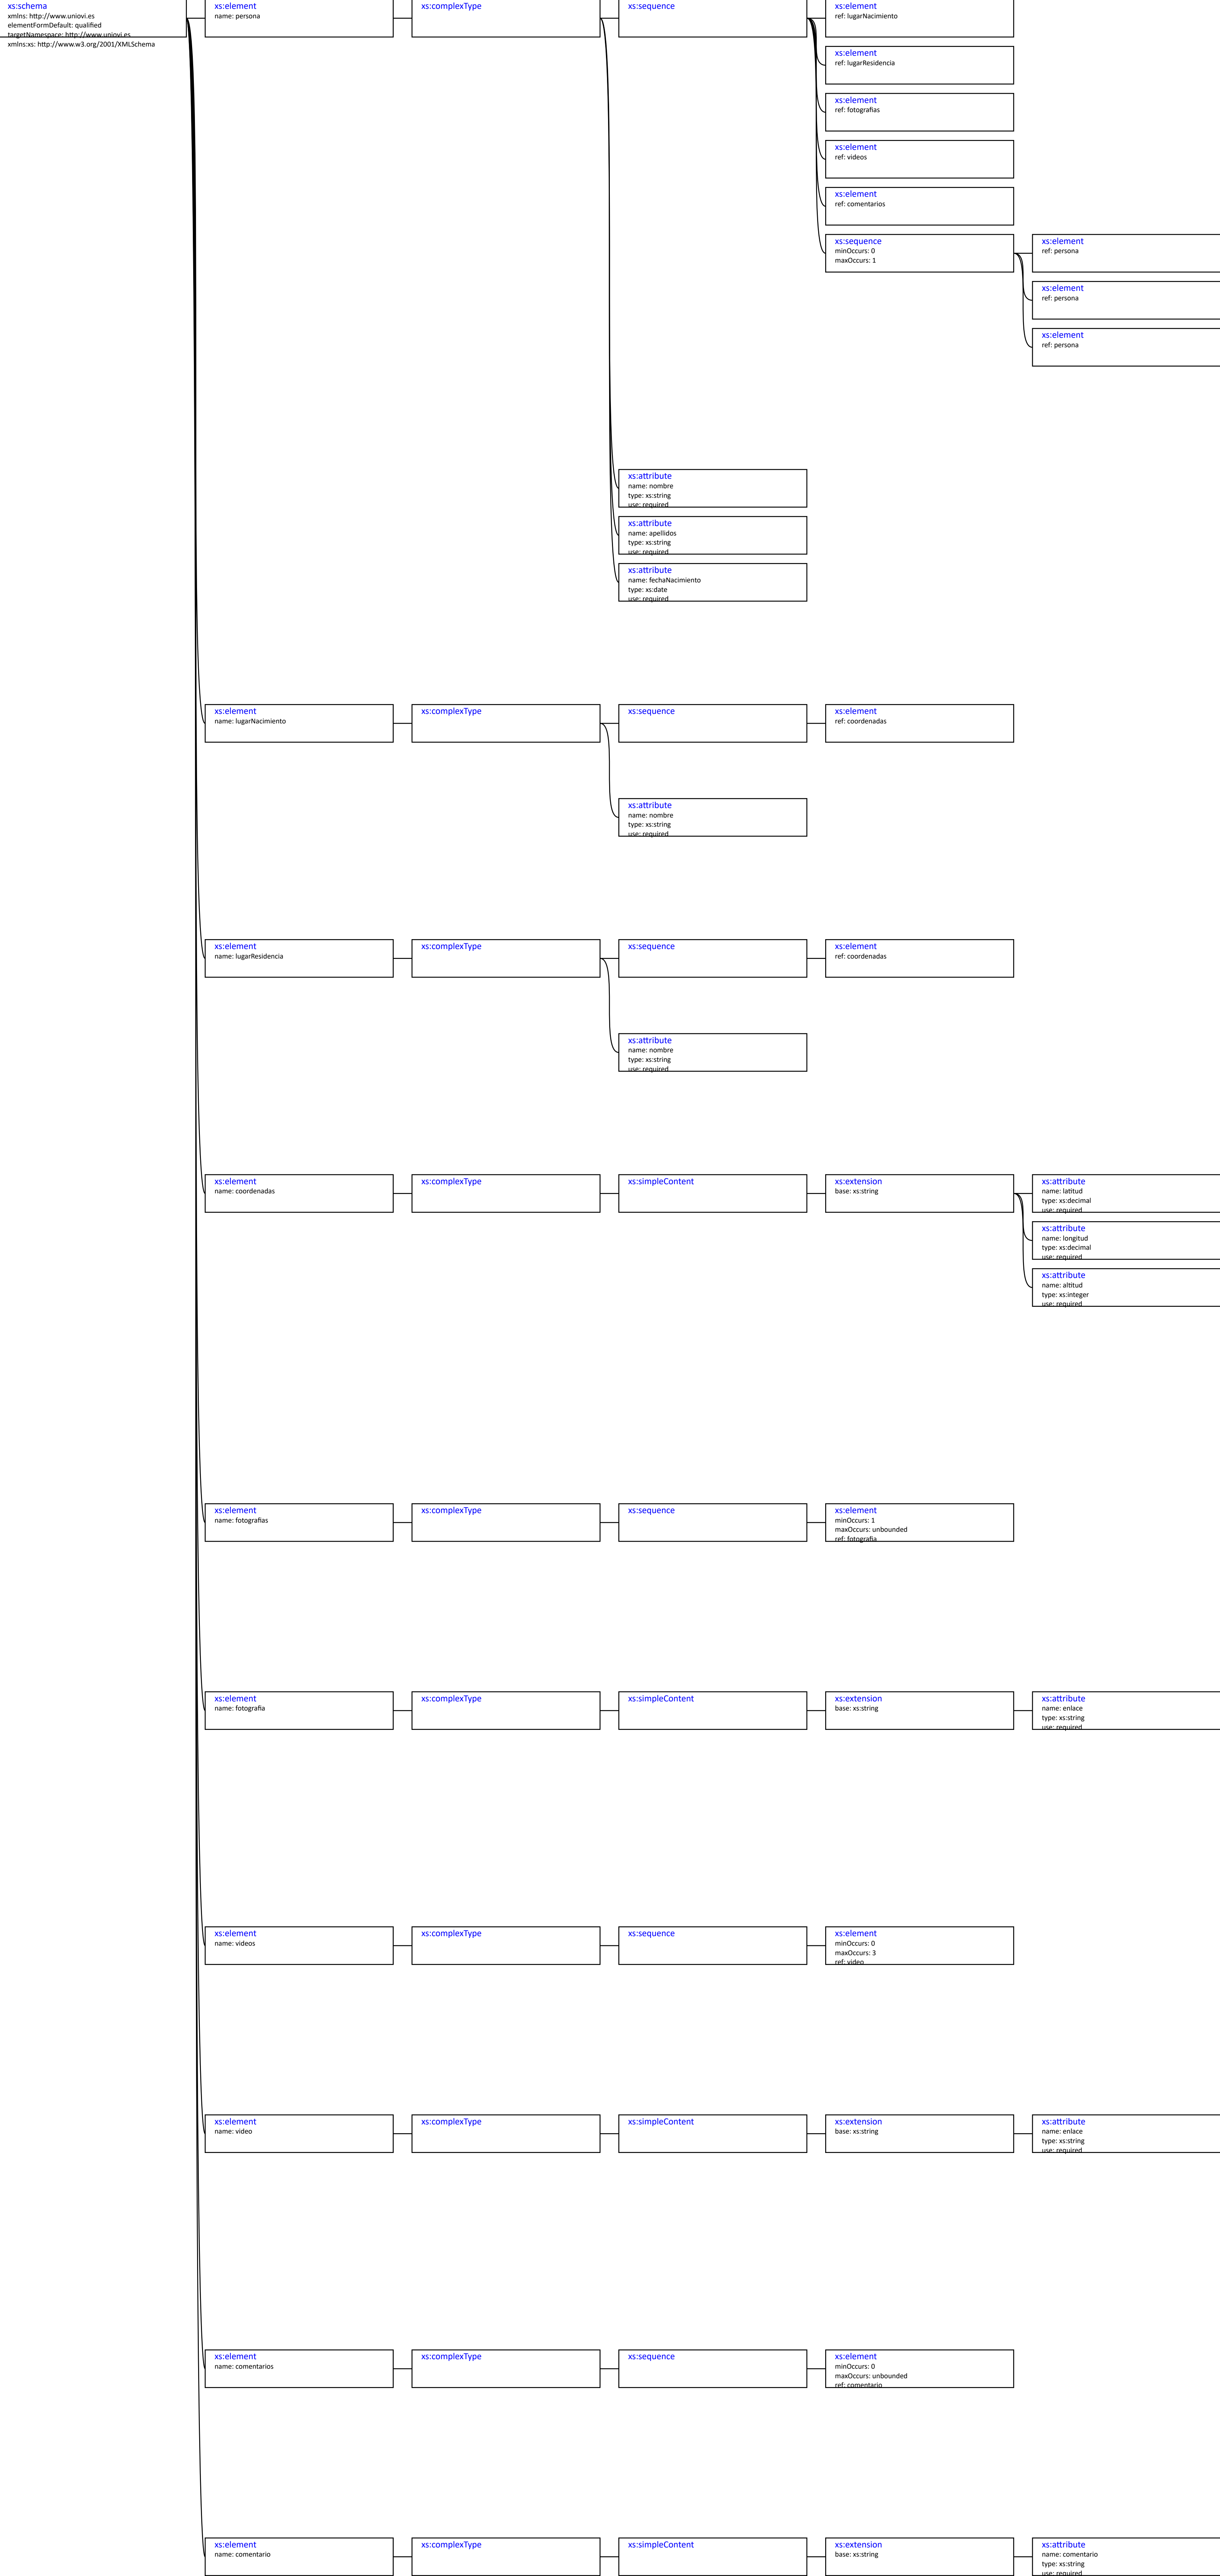 xs:schema
xmlns: http://www.uniovi.es
elementFormDefault: qualified
targetNamespace: http://www.uniovi.es
xmlns:xs: http://www.w3.org/2001/XMLSchema
xs:element
name: persona
xs:complexType
xs:sequence
xs:element
ref: lugarNacimiento
xs:element
ref: lugarResidencia
xs:element
ref: fotografias
xs:element
ref: videos
xs:element
ref: comentarios
xs:sequence
minOccurs: 0
maxOccurs: 1
xs:element
ref: persona
xs:element
ref: persona
xs:element
ref: persona
xs:attribute
name: nombre
type: xs:string
use: required
xs:attribute
name: apellidos
type: xs:string
use: required
xs:attribute
name: fechaNacimiento
type: xs:date
use: required
xs:element
name: lugarNacimiento
xs:complexType
xs:sequence
xs:element
ref: coordenadas
xs:attribute
name: nombre
type: xs:string
use: required
xs:element
name: lugarResidencia
xs:complexType
xs:sequence
xs:element
ref: coordenadas
xs:attribute
name: nombre
type: xs:string
use: required
xs:element
name: coordenadas
xs:complexType
xs:simpleContent
xs:extension
base: xs:string
xs:attribute
name: latitud
type: xs:decimal
use: required
xs:attribute
name: longitud
type: xs:decimal
use: required
xs:attribute
name: altitud
type: xs:integer
use: required
xs:element
name: fotografias
xs:complexType
xs:sequence
xs:element
minOccurs: 1
maxOccurs: unbounded
ref: fotografia
xs:element
name: fotografia
xs:complexType
xs:simpleContent
xs:extension
base: xs:string
xs:attribute
name: enlace
type: xs:string
use: required
xs:element
name: videos
xs:complexType
xs:sequence
xs:element
minOccurs: 0
maxOccurs: 3
ref: video
xs:element
name: video
xs:complexType
xs:simpleContent
xs:extension
base: xs:string
xs:attribute
name: enlace
type: xs:string
use: required
xs:element
name: comentarios
xs:complexType
xs:sequence
xs:element
minOccurs: 0
maxOccurs: unbounded
ref: comentario
xs:element
name: comentario
xs:complexType
xs:simpleContent
xs:extension
base: xs:string
xs:attribute
name: comentario
type: xs:string
use: required